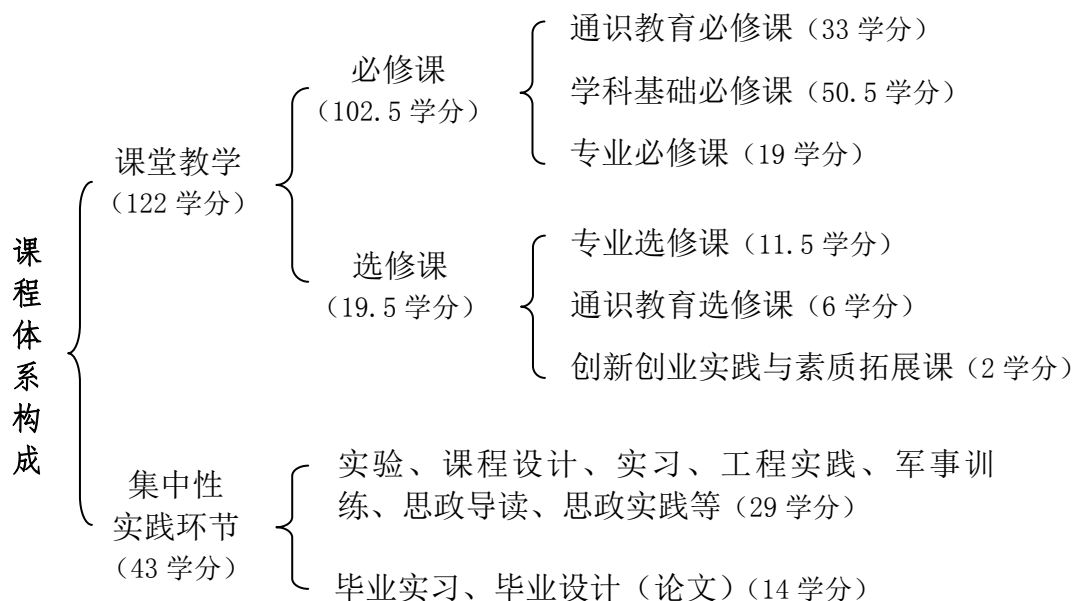 课程体系构成
课堂教学
（122 学分）
必修课
（102.5 学分）
通识教育必修课（33 学分）
学科基础必修课（50.5 学分）
专业必修课（19 学分）
选修课
（19.5 学分）
专业选修课（11.5 学分）
通识教育选修课（6 学分）
创新创业实践与素质拓展课（2 学分）
集中性
实践环节
（43 学分）
实验、课程设计、实习、工程实践、军事训
练、思政导读、思政实践等（29 学分）
毕业实习、毕业设计（论文）（14 学分）